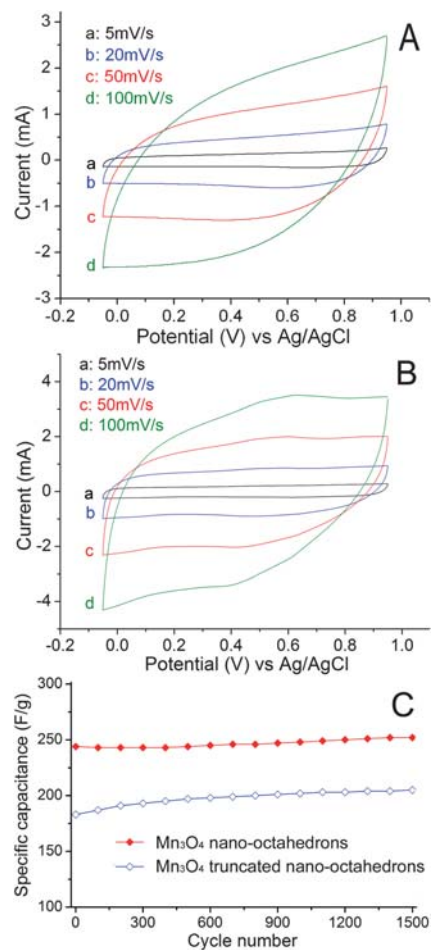 a: 5mV/s
b: 20mV/s
c: 50mV/s
d: 100mV/s
A
3
2
1
0
-1
-2
-3
Current (mA)
a
b
c
d
-0.2 0.0 0.2 0.4 0.6 0.8 1.0
Potential (V) vs Ag/AgCl
a: 5mV/s
b: 20mV/s
c: 50mV/s
d: 100mV/s
B
4
2
0
-2
-4
Current (mA)
a
b
c
d
-0.2 0.0 0.2 0.4 0.6 0.8 1.0
Potential (V) vs Ag/AgCl
C
300
250
200
150
100
Specific capacitance (F/g)
Mn₃O₄ nano-octahedrons
Mn₃O₄ truncated nano-octahedrons
0 300 600 900 1200 1500
Cycle number